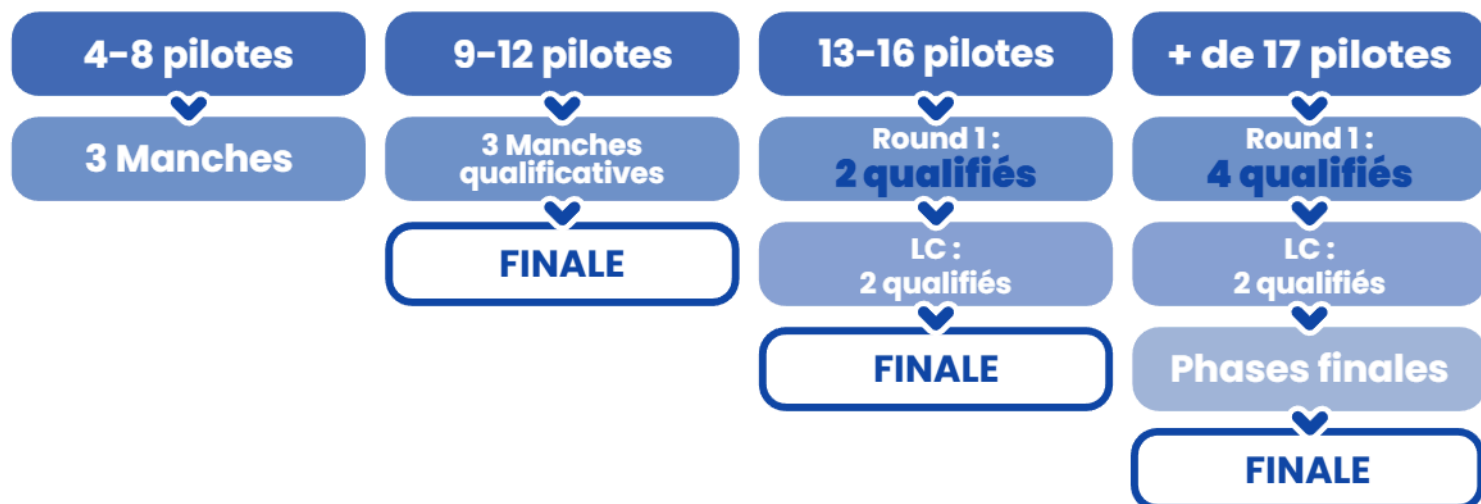 4-8 pilotes
3 Manches
9-12 pilotes
3 Manches
qualificatives
FINALE
13-16 pilotes
Round 1 :
2 qualifiés
LC :
2 qualifiés
FINALE
+ de 17 pilotes
Round 1 :
4 qualifiés
LC :
2 qualifiés
Phases finales
FINALE